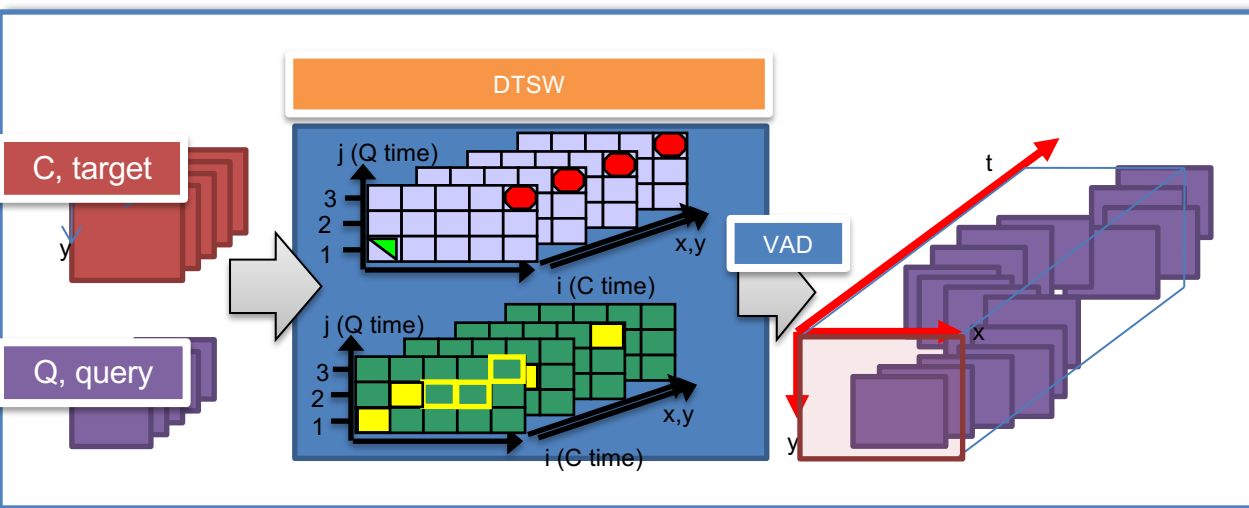 DTSW
C, target
y
Q, query
j (Q time)
3
2
1
x,y
i (C time)
j (Q time)
3
2
1
x,y
i (C time)
VAD
t
x
y